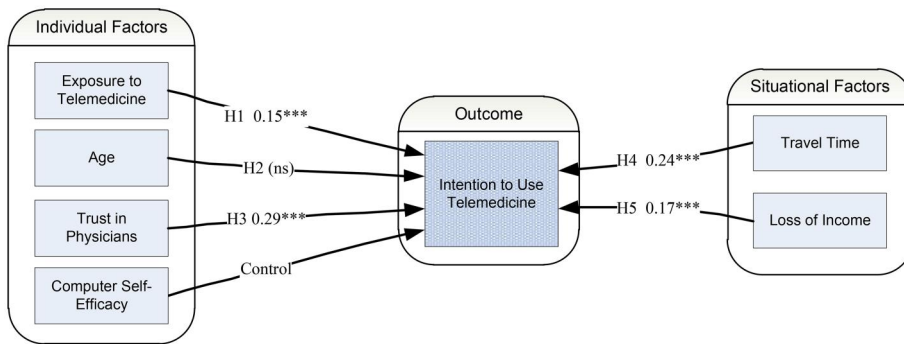 Individual Factors
Exposure to
Telemedicine
Age
Trust in
Physicians
Computer Self-
Efficacy
H1 0.15***
H2 (ns)
H3 0.29***
Control
Outcome
Intention to Use
Telemedicine
H4 0.24***
H5 0.17***
Situational Factors
Travel Time
Loss of Income